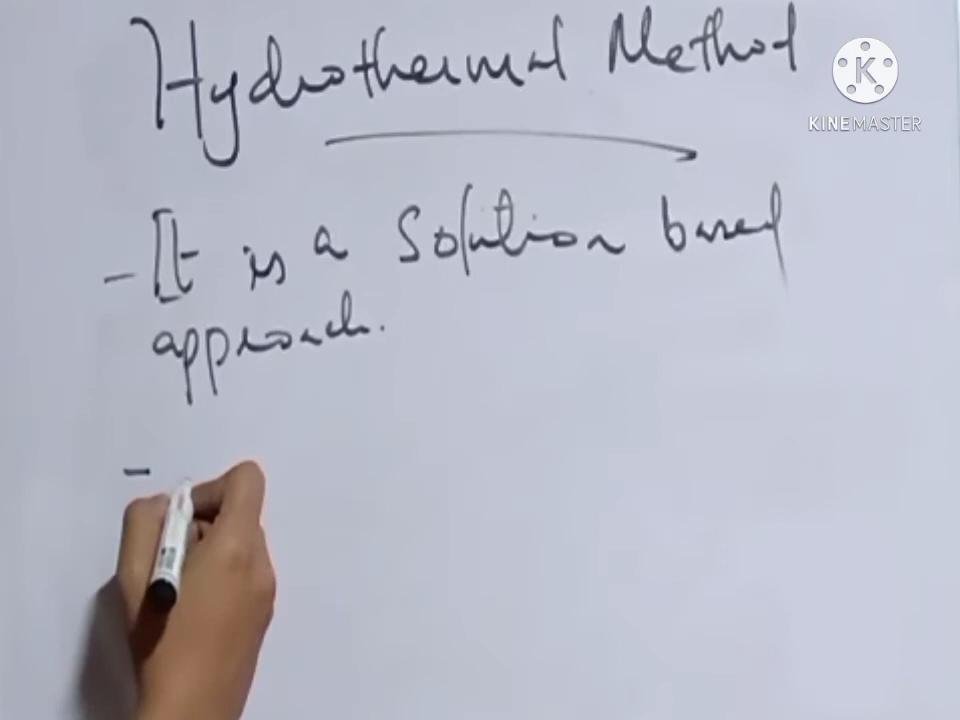 Hydrothermal Method
K
KINEMASTER
- It is a Solution based
approach.
-